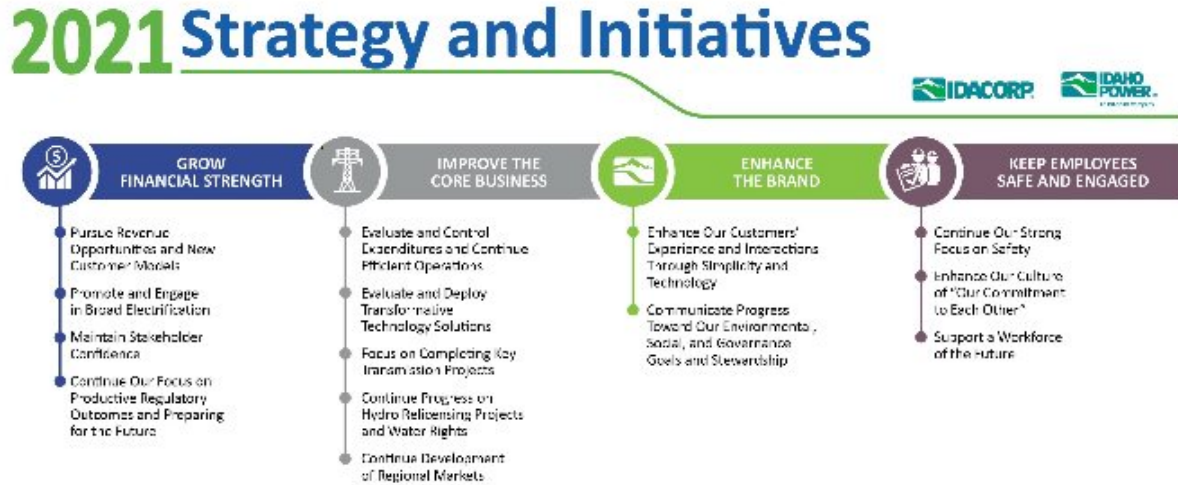 2021 Strategy and Initiatives
IDACORP
IDAHO
POWER
GROW
FINANCIAL STRENGTH
Pursue Revenue
Opportunities and New
Customer Models
Promote and Engage
in Broad Electrification
Maintain Stakeholder
Confidence
Continue Our Focus on
Productive Regulatory
Outcomes and Preparing
for the Future
IMPROVE THE
CORE BUSINESS
Evaluate and Control
Expenditures and Continue
Efficient Operations
Evaluate and Deploy
Transformative
Technology Solutions
Focus on Completing Key
Transmission Projects
Continue Progress on
Hydro Relicensing Projects
and Water Rights
Continue Development
of Regional Markets
ENHANCE
THE BRAND
Enhance Our Customers'
Experience and Interactions
Through Simplicity and
Technology
Communicate Progress
Toward Our Environmental,
Social, and Governance
Goals and Stewardship
KEEP EMPLOYEES
SAFE AND ENGAGED
Continue Our Strong
Focus on Safety
Enhance Our Culture
of "Our Commitment
to Each Other"
Support a Workforce
of the Future